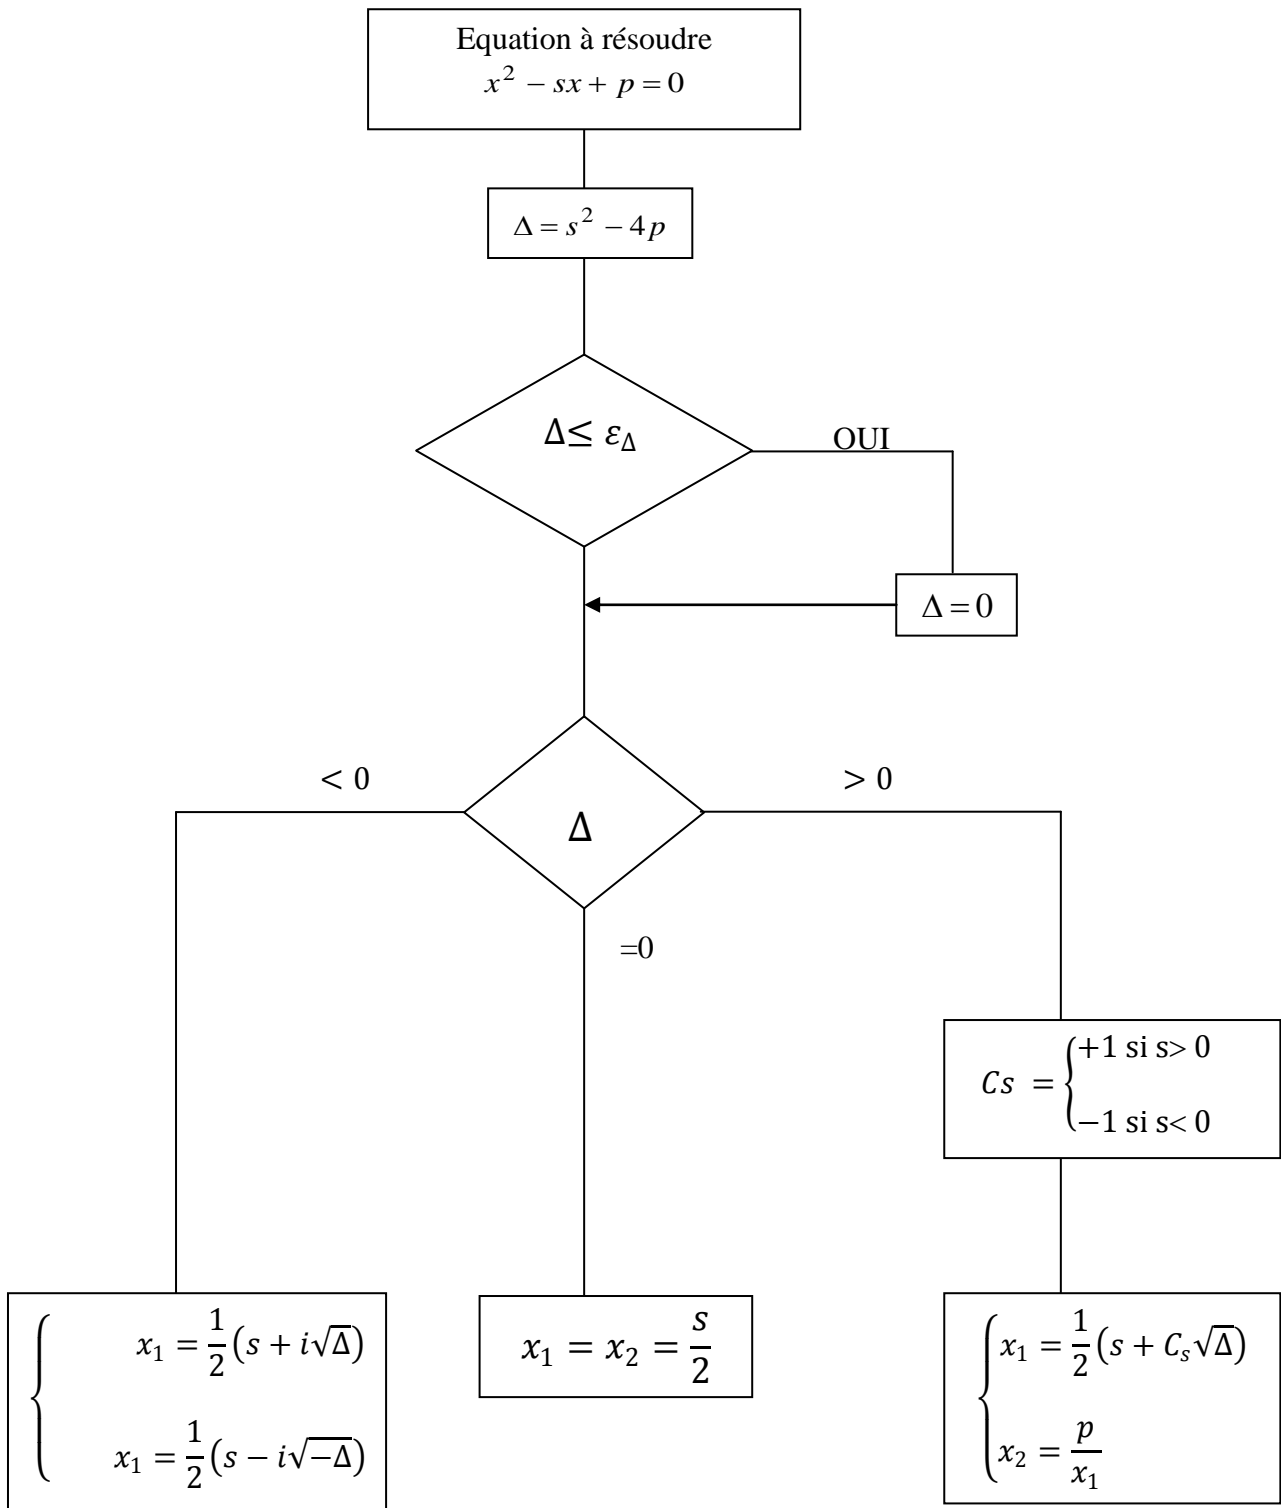 Equation à résoudre
x² − sx + p = 0
Δ = s² − 4p
Δ≤ ε_Δ
OUI
Δ = 0
< 0
> 0
Δ
=0
Cs = { +1 si s> 0
−1 si s< 0
x₁ = 1/2 (s + i√Δ)
x₁ = 1/2 (s − i√−Δ)
x₁ = x₂ = s/2
x₁ = 1/2 (s + C_s√Δ)
x₂ = p/x₁